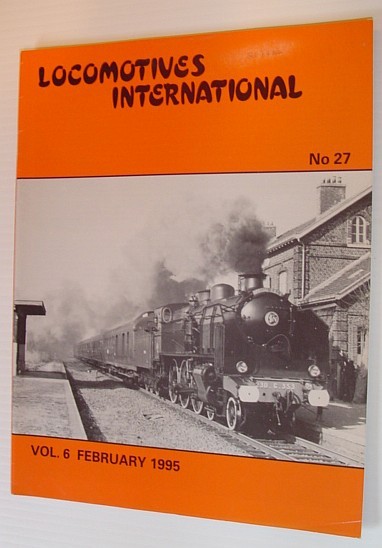 LOCOMOTIVES
INTERNATIONAL
No 27
VOL. 6 FEBRUARY 1995